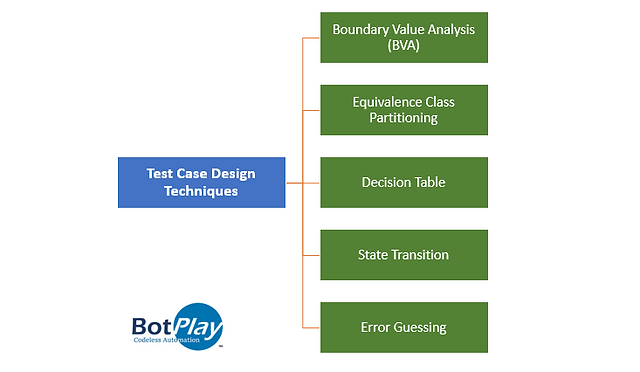 Boundary Value Analysis
(BVA)
Equivalence Class
Partitioning
Test Case Design
Techniques
Decision Table
State Transition
Error Guessing
BotPlay
Codeless Automation
™